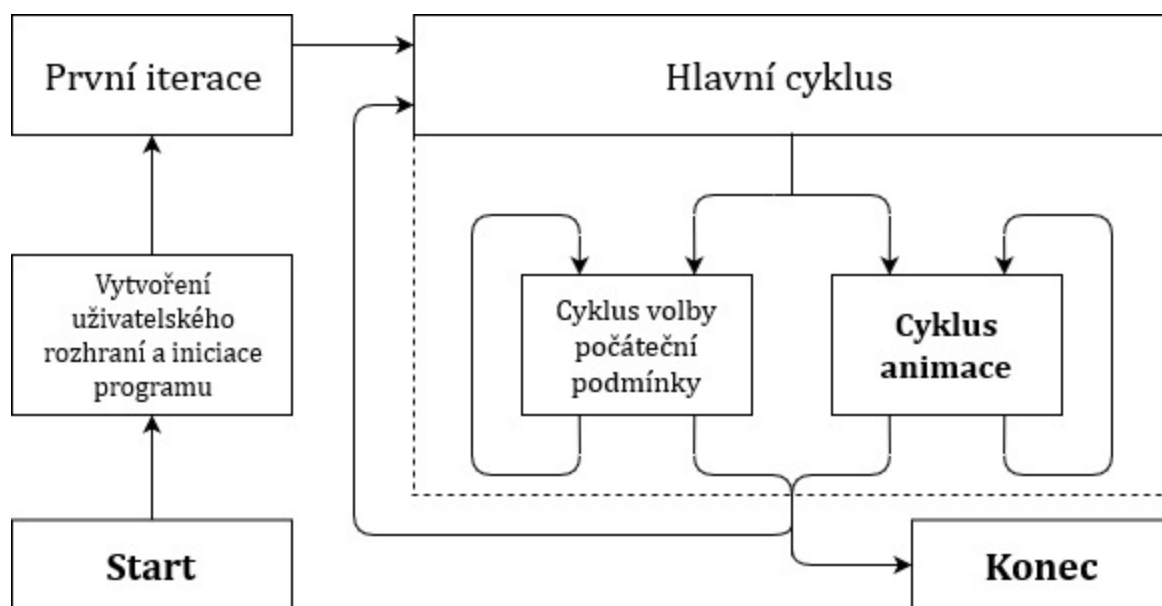 První iterace
Hlavní cyklus
Vytvoření
uživatelského
rozhraní a iniciace
programu
Cyklus volby
počáteční
podmínky
Cyklus
animace
Start
Konec